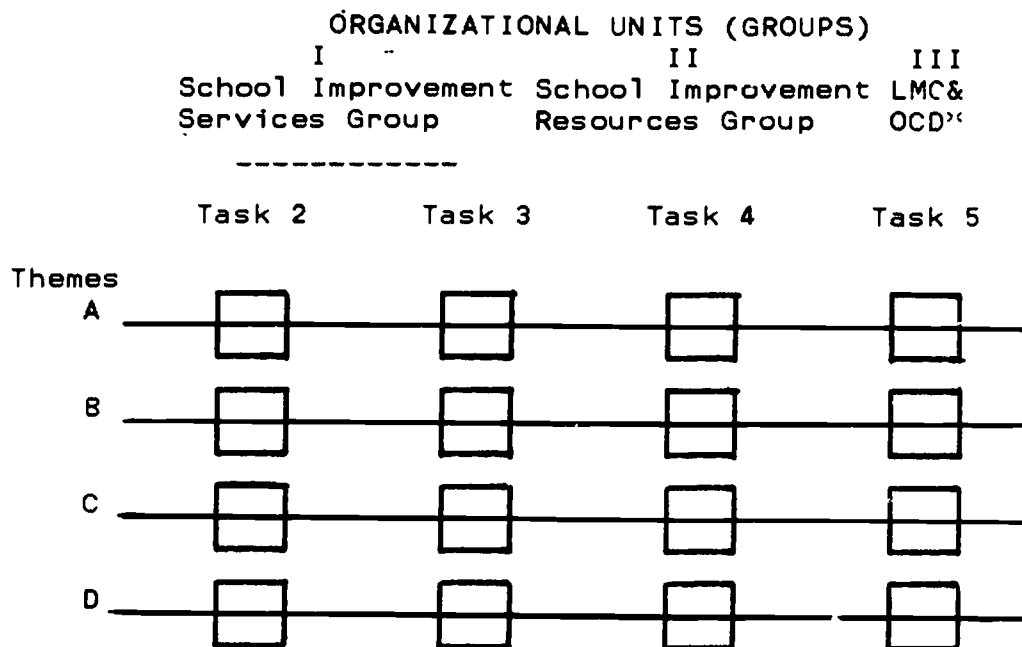 ORGANIZATIONAL UNITS (GROUPS)
I II III
School Improvement School Improvement LMC&
Services Group Resources Group OCD*
------------
Task 2 Task 3 Task 4 Task 5
Themes
A
B
C
D